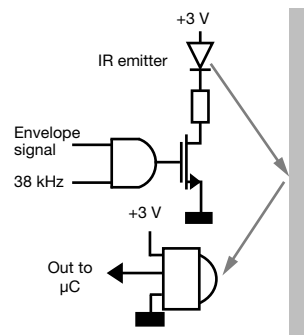 +3 V
IR emitter
Envelope
signal
38 kHz
+3 V
Out to
µC